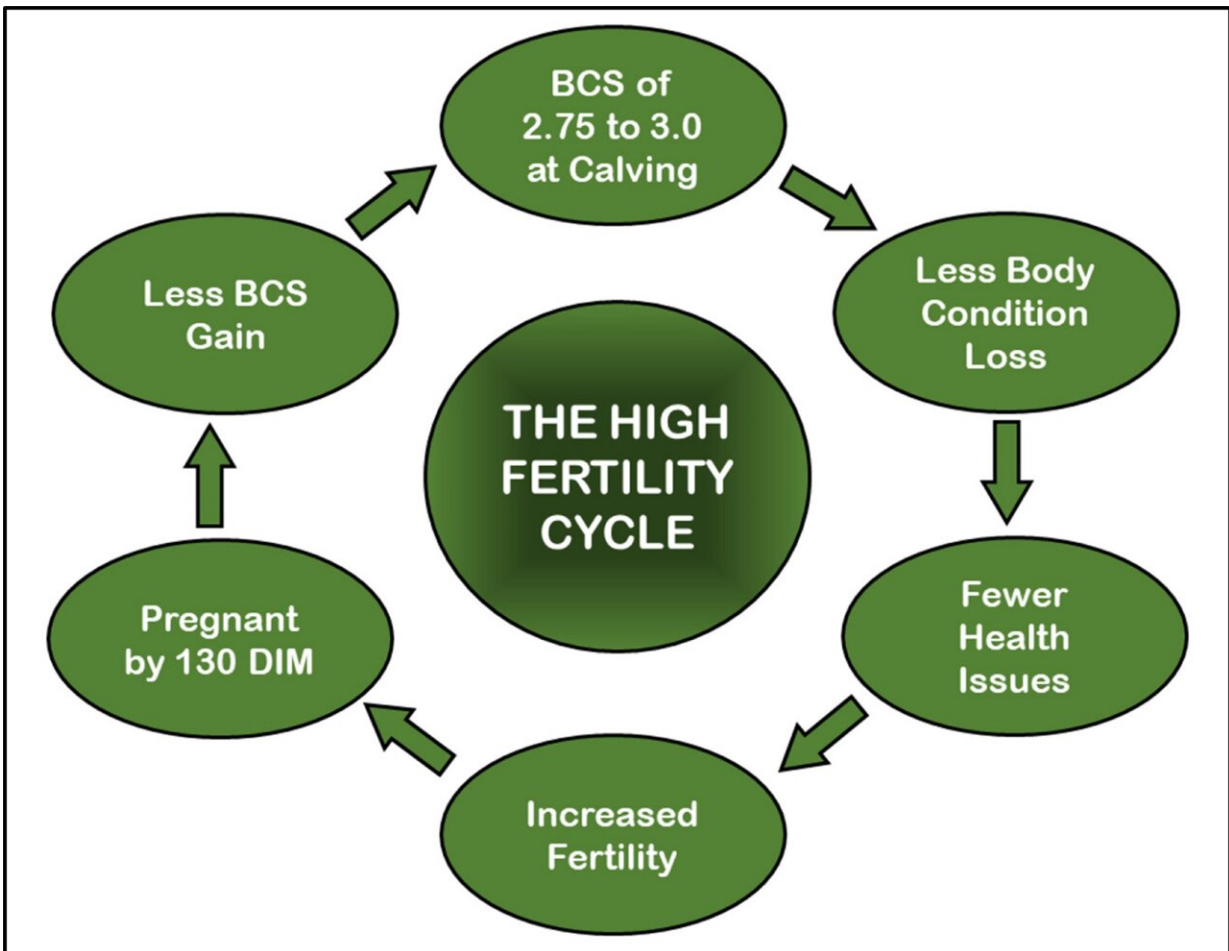 BCS of
2.75 to 3.0
at Calving
Less Body
Condition
Loss
Fewer
Health
Issues
Increased
Fertility
Pregnant
by 130 DIM
Less BCS
Gain
THE HIGH
FERTILITY
CYCLE